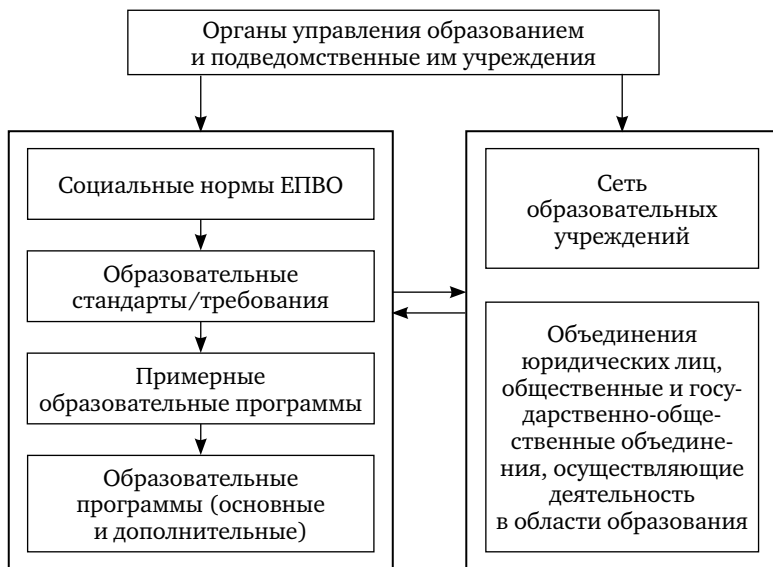 Органы управления образованием
и подведомственные им учреждения
Социальные нормы ЕПВО
Образовательные
стандарты/требования
Примерные
образовательные программы
Образовательные
программы (основные
и дополнительные)
Сеть
образовательных
учреждений
Объединения
юридических лиц,
общественные и госу-
дарственно-обще-
ственные объедине-
ния, осуществляющие
деятельность
в области образования